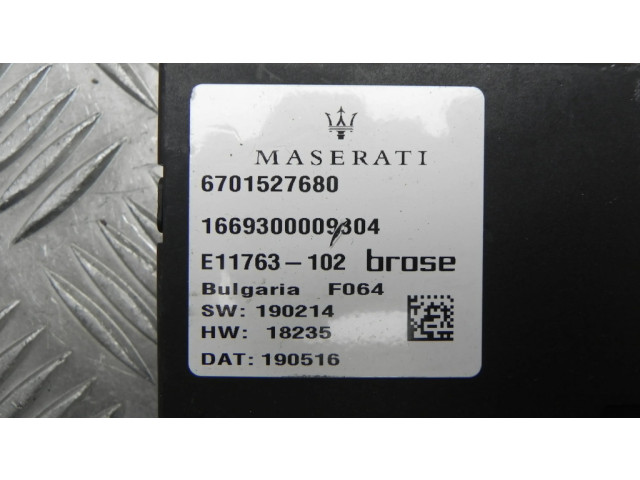 MASERATI
6701527680
1669300009304
E11763-102 brose
Bulgaria F064
SW: 190214
HW: 18235
DAT: 190516